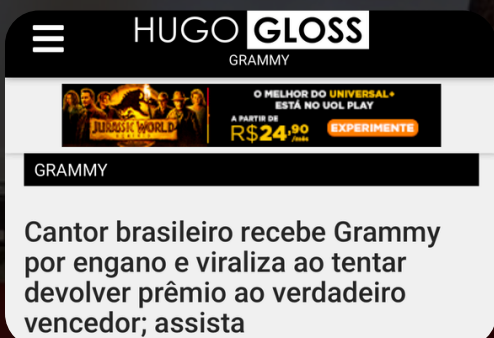 HUGO GLOSS
GRAMMY
O MELHOR DO UNIVERSAL+
ESTÁ NO UOL PLAY
JURASSIC WORLD
A PARTIR DE
R$24,90
/mês
EXPERIMENTE
GRAMMY
Cantor brasileiro recebe Grammy
por engano e viraliza ao tentar
devolver prêmio ao verdadeiro
vencedor; assista